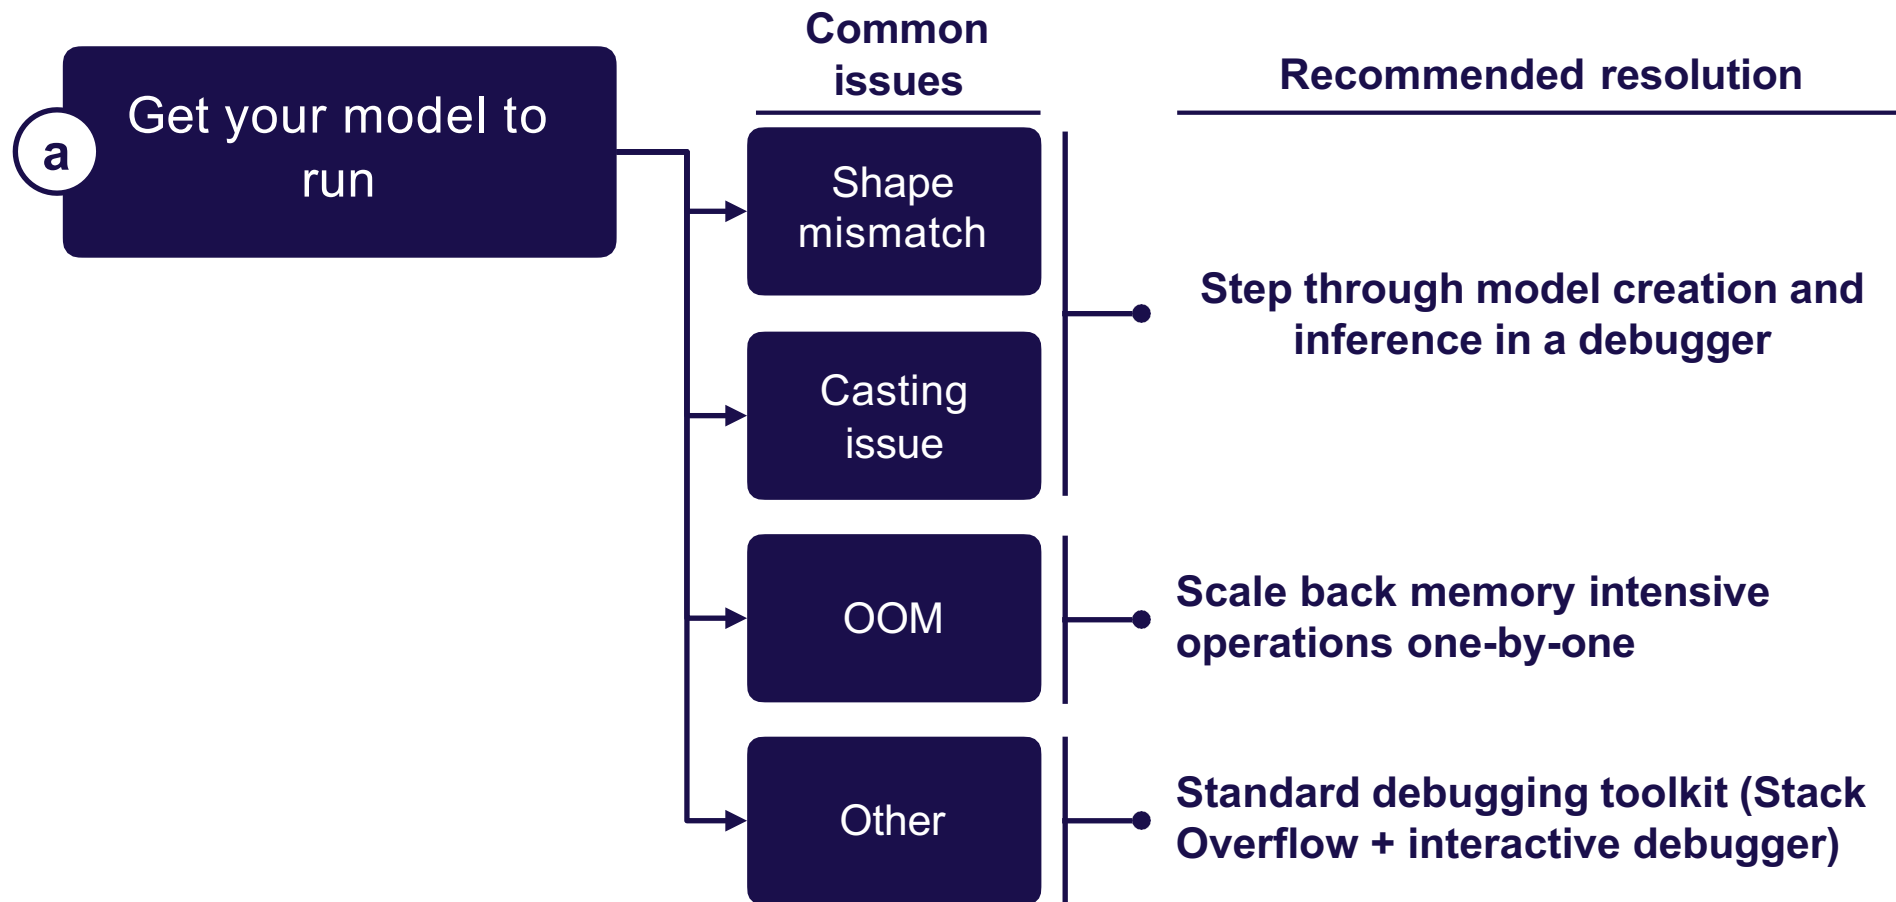 Common
issues
Recommended resolution
a
Get your model to
run
Shape
mismatch
Casting
issue
Step through model creation and
inference in a debugger
OOM
Scale back memory intensive
operations one-by-one
Other
Standard debugging toolkit (Stack
Overflow + interactive debugger)